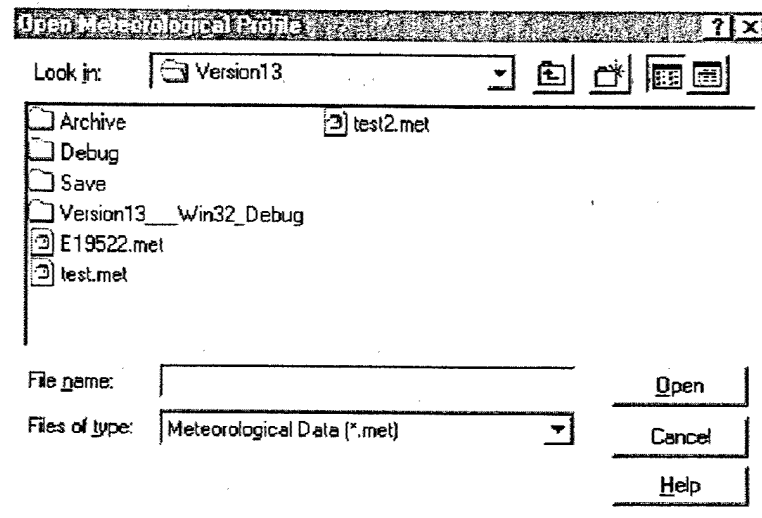 Open Meteorological Profile ? ×
Look in: Version13
Archive
Debug
Save
Version13___Win32_Debug
E19522.met
test.met
test2.met
File name: Open
Files of type: Meteorological Data (*.met) Cancel
Help